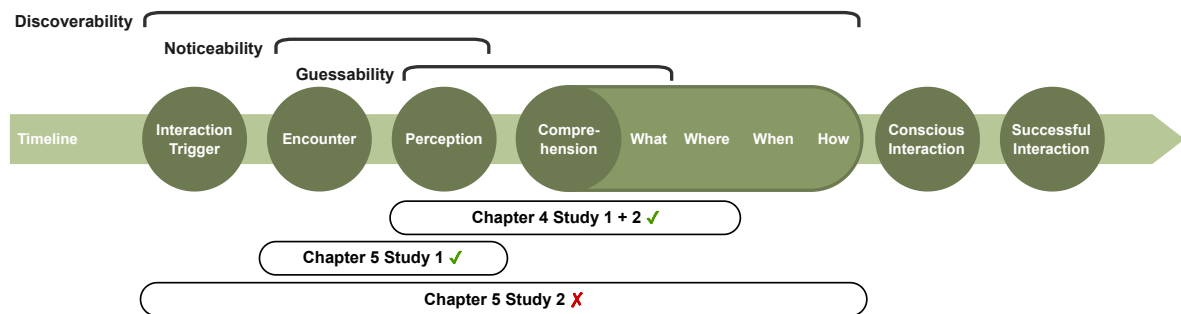 Discoverability
Noticeability
Guessability
Timeline
Interaction
Trigger
Encounter
Perception
Compre-
hension
What Where When How
Conscious
Interaction
Successful
Interaction
Chapter 4 Study 1 + 2 ✓
Chapter 5 Study 1 ✓
Chapter 5 Study 2 ✗